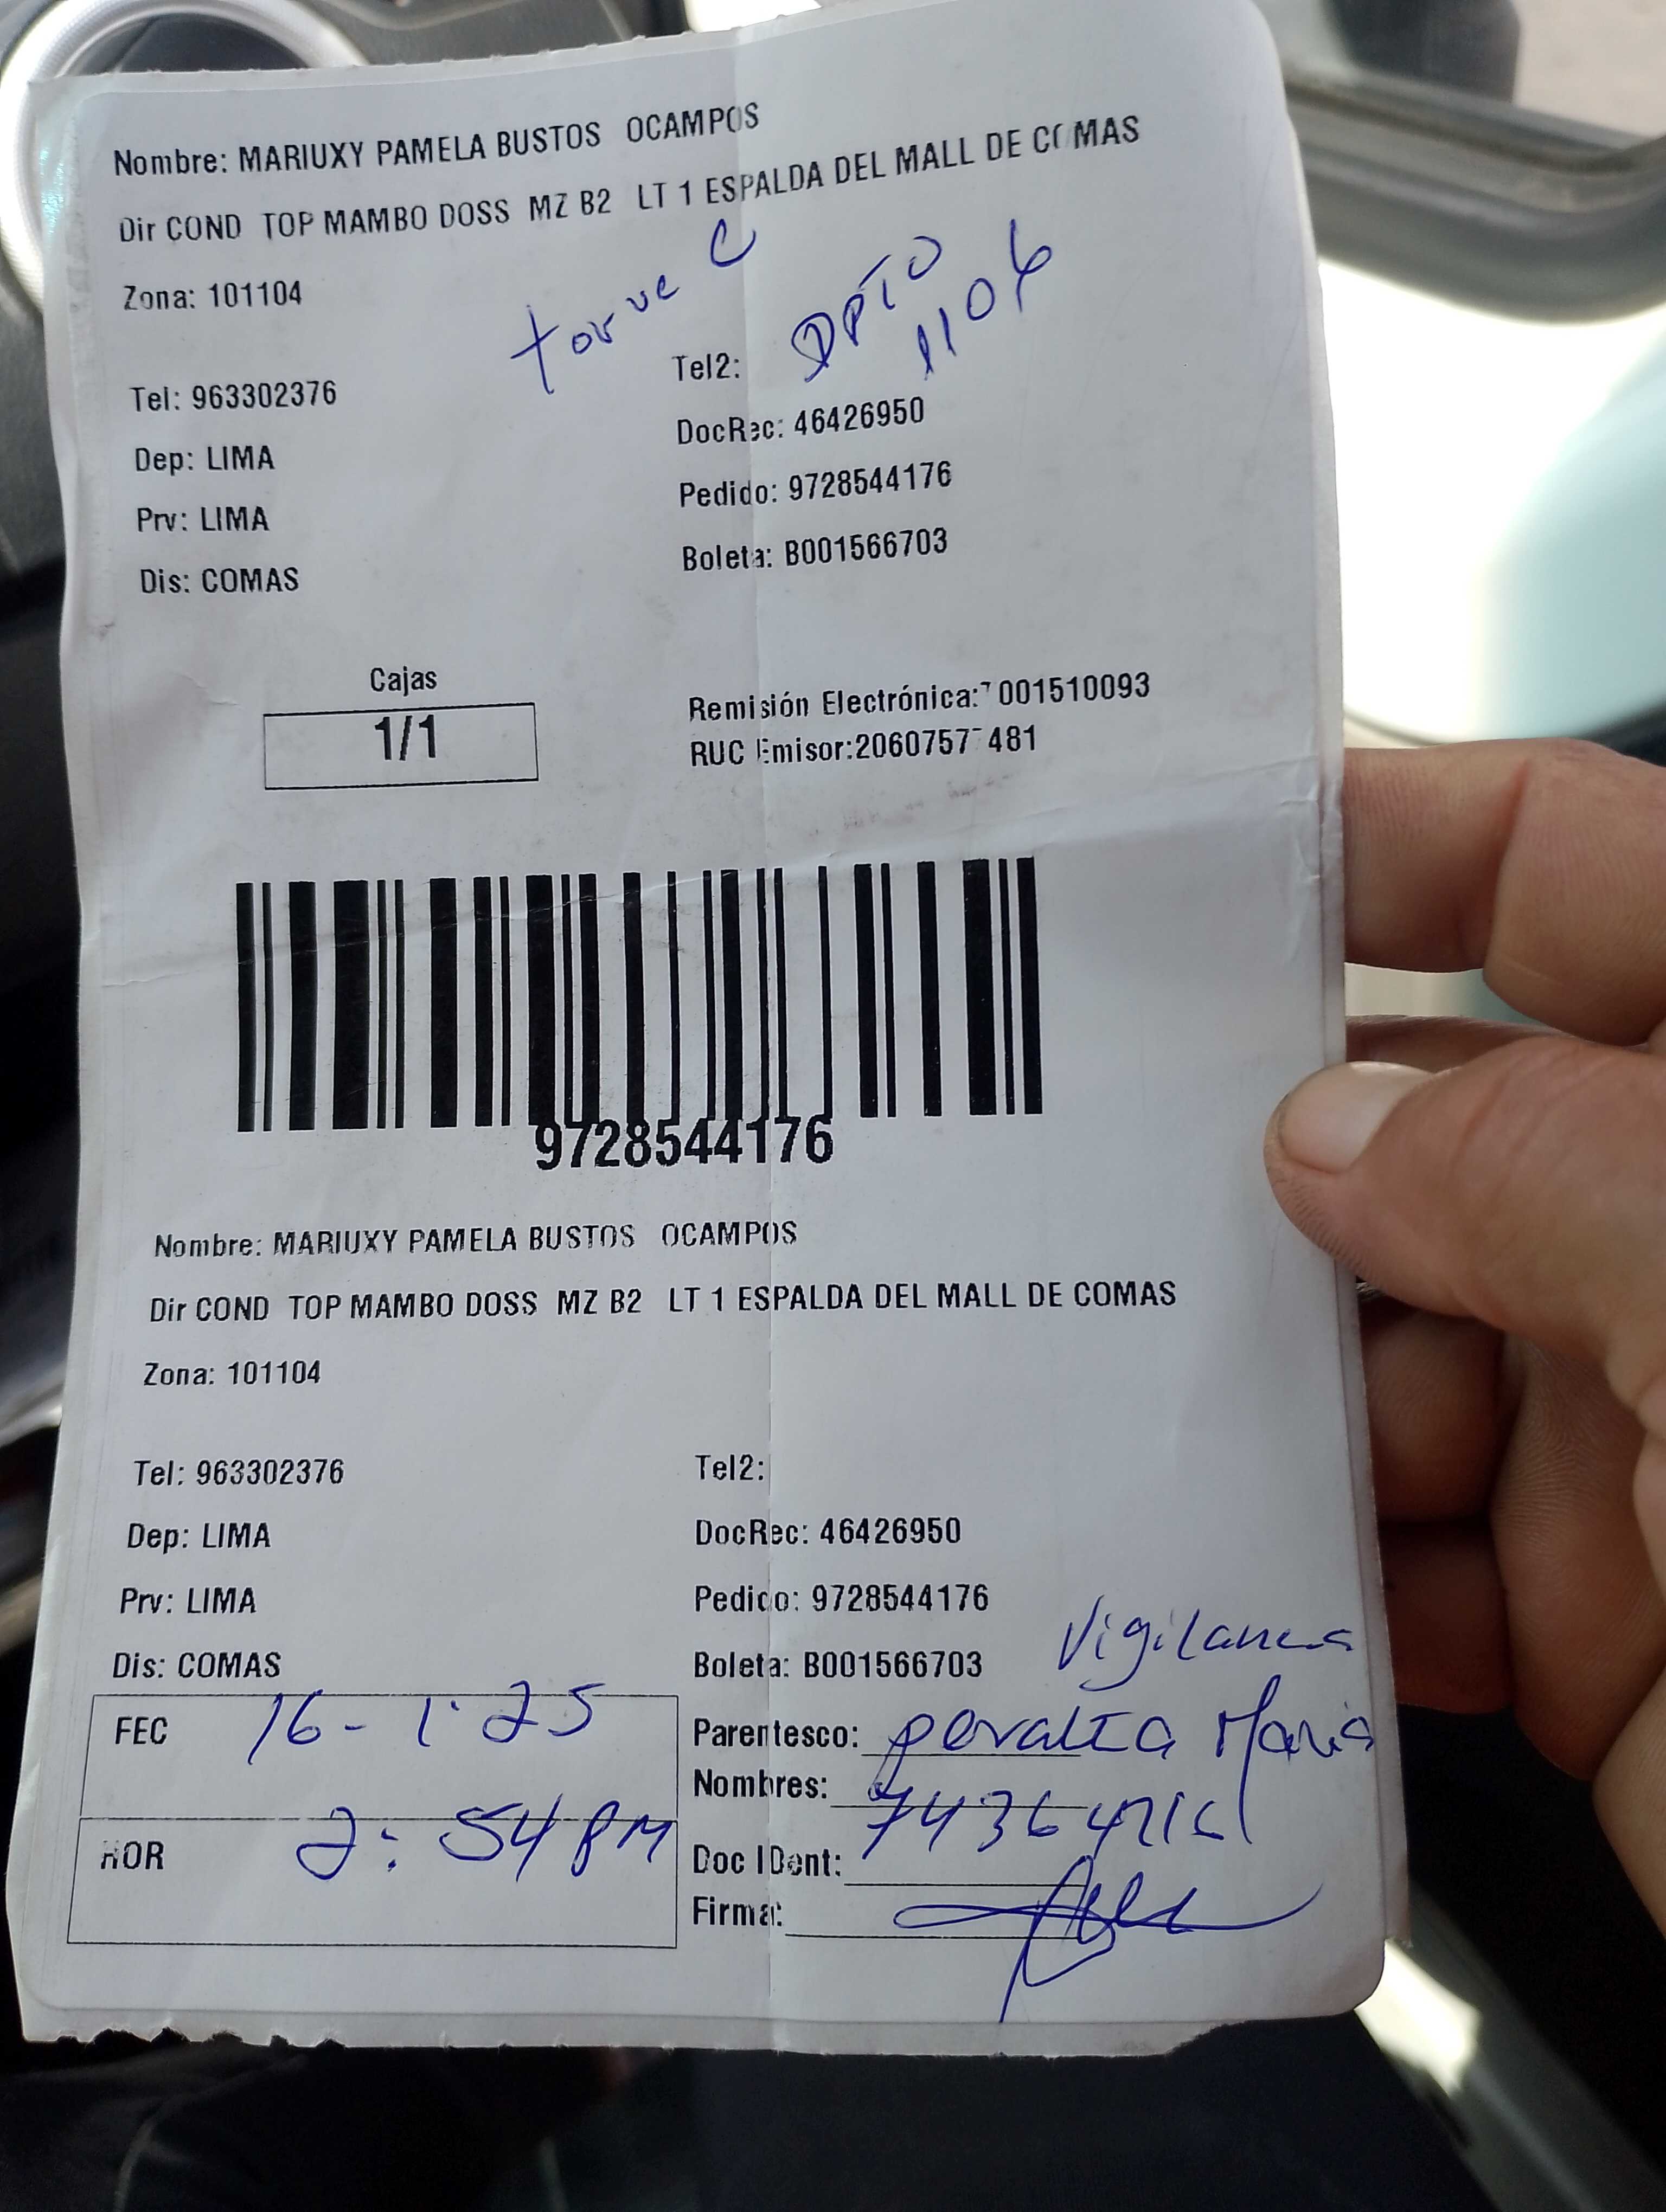 Nombre: MARIUXY PAMELA BUSTOS OCAMPOS
Dir COND TOP MAMBO DOSS MZ B2 LT 1 ESPALDA DEL MALL DE COMAS
Zona: 101104
torre C
DPTO
1104
Tel: 963302376
Tel2:
Dep: LIMA
DocRec: 46426950
Prv: LIMA
Pedido: 9728544176
Dis: COMAS
Boleta: B001566703
Cajas
1/1
Remisión Electrónica: 001510093
RUC Emisor:
9728544176
Nombre: MARIUXY PAMELA BUSTOS OCAMPOS
Dir COND TOP MAMBO DOSS MZ B2 LT 1 ESPALDA DEL MALL DE COMAS
Zona: 101104
Tel: 963302376
Tel2:
Dep: LIMA
DocRec: 46426950
Prv: LIMA
Pedido: 9728544176
Dis: COMAS
Boleta: B001566703
Vigilancia
FEC 16-1-25
Parentesco: peralta Maria
Nombres:
HOR 2:54 PM
Doc IDent:
Firma: